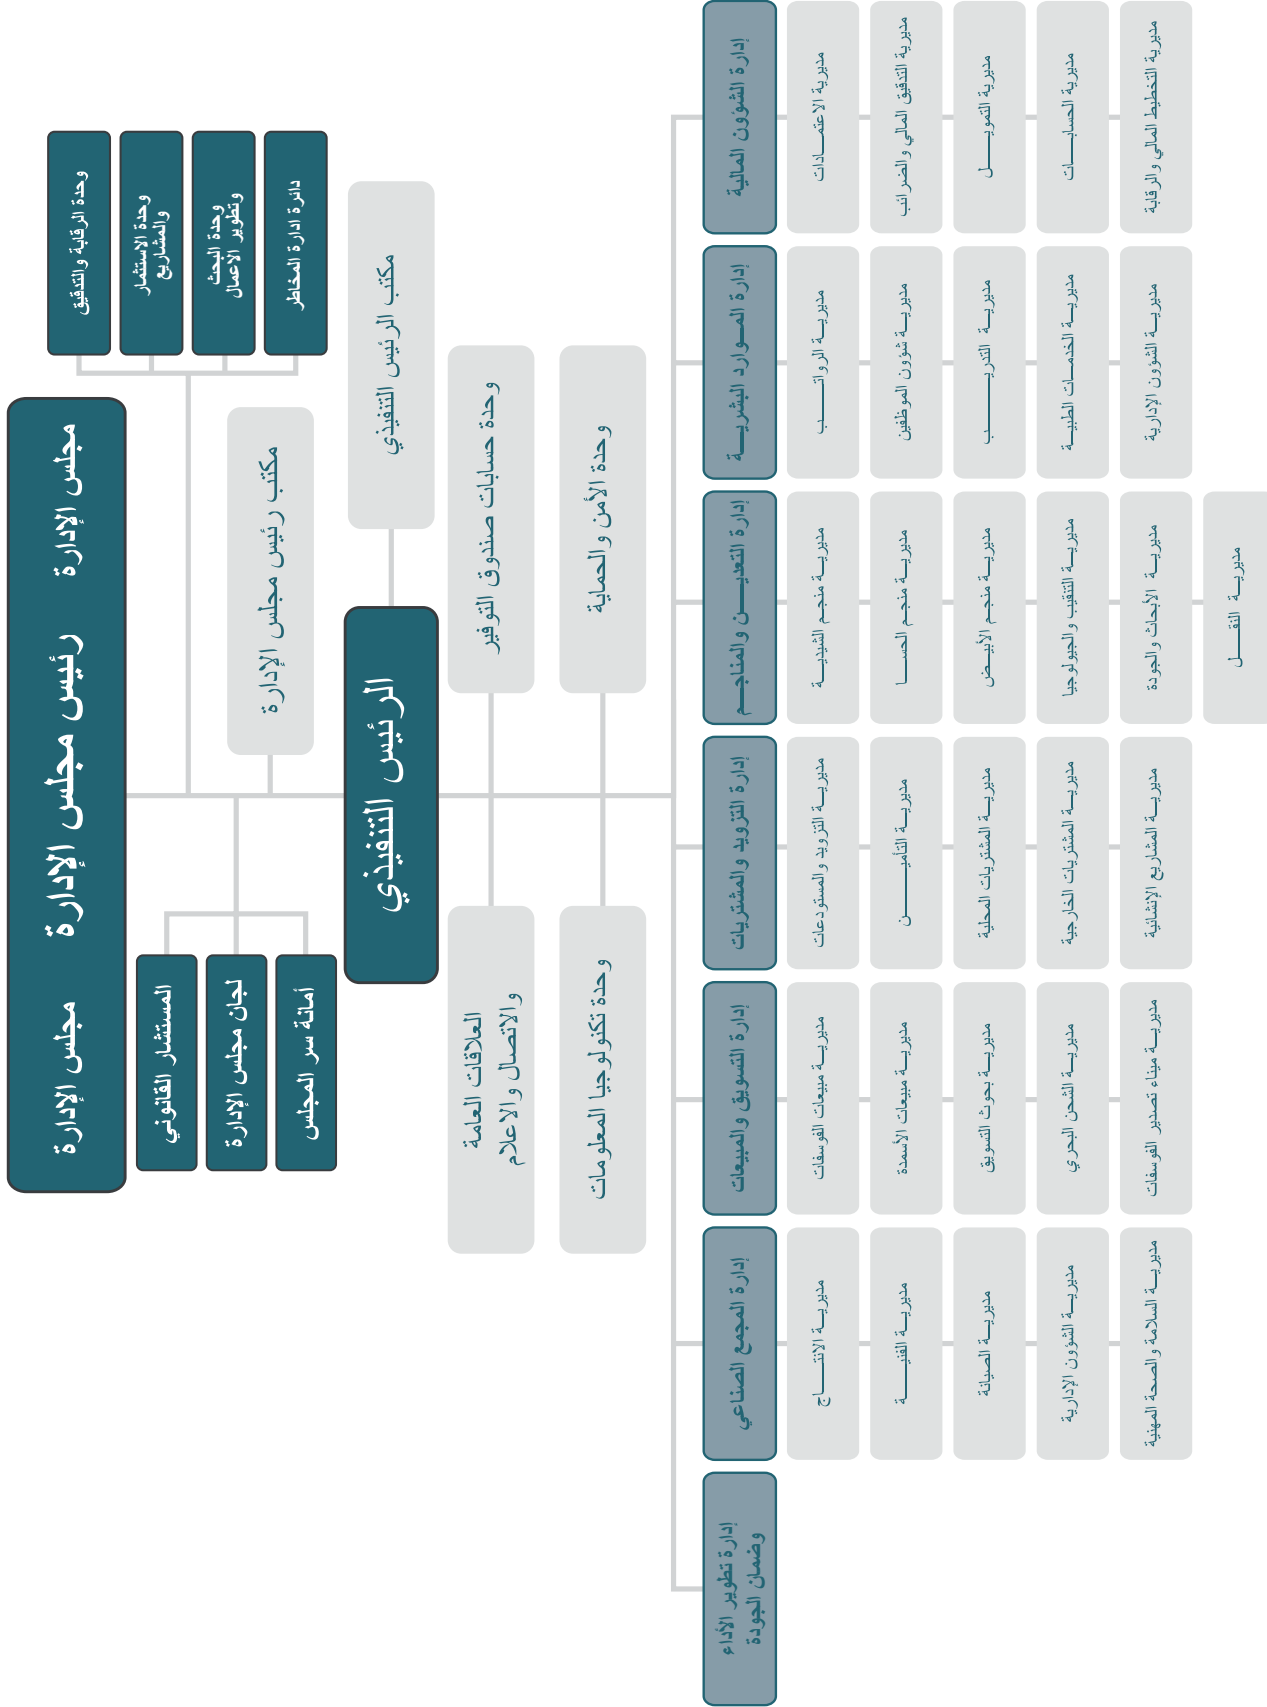 مجلس الإدارة
رئيس مجلس الإدارة
مجلس الإدارة
وحدة الرقابة والتدقيق
وحدة الاستثمار
والمشاريع
وحدة البحث
وتطوير الاعمال
دائرة ادارة المخاطر
المستشار القانوني
لجان مجلس الإدارة
أمانة سر المجلس
مكتب رئيس مجلس الإدارة
مكتب الرئيس التنفيذي
الرئيس التنفيذي
وحدة حسابات صندوق التوفير
العلاقات العامة
والاتصال والاعلام
وحدة الأمن والحماية
وحدة تكنولوجيا المعلومات
إدارة الشؤون المالية
مديرية الاعتمادات
مديرية التدقيق المالي والضرائب
مديرية التمويل
مديرية الحسابات
مديرية التخطيط المالي والرقابة
إدارة الموارد البشرية
مديرية الرواتب
مديرية شؤون الموظفين
مديرية التدريب
مديرية الخدمات الطبية
مديرية الشؤون الإدارية
إدارة التعدين والمناجم
مديرية منجم الشيدية
مديرية منجم الحسا
مديرية منجم الأبيض
مديرية التنقيب والجيولوجيا
مديرية الأبحاث والجودة
مديرية النقل
إدارة التزويد والمشتريات
مديرية التزويد والمستودعات
مديرية التأمين
مديرية المشتريات المحلية
مديرية المشتريات الخارجية
مديرية المشاريع الإنشائية
إدارة التسويق والمبيعات
مديرية مبيعات الفوسفات
مديرية مبيعات الأسمدة
مديرية بحوث التسويق
مديرية الشحن البحري
مديرية ميناء تصدير الفوسفات
إدارة المجمع الصناعي
مديرية الانتاج
مديرية الفنية
مديرية الصيانة
مديرية الشؤون الإدارية
مديرية السلامة والصحة المهنية
إدارة تطوير الأداء
وضمان الجودة